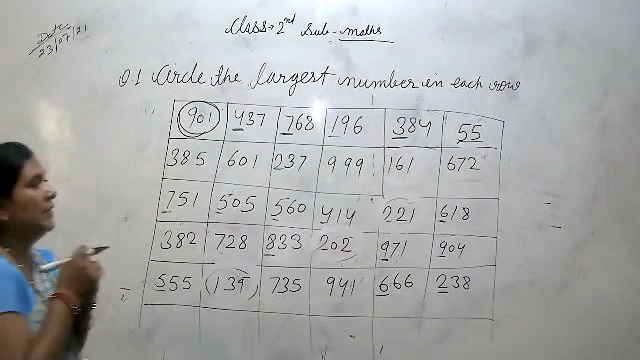 Date
23/07/21
Class → 2nd Sub - maths
Q1 Circle the largest number in each row
901 437 768 196 384 55
385 601 237 999 161 672
751 505 560 414 221 618
382 728 833 202 971 904
555 139 735 941 666 238